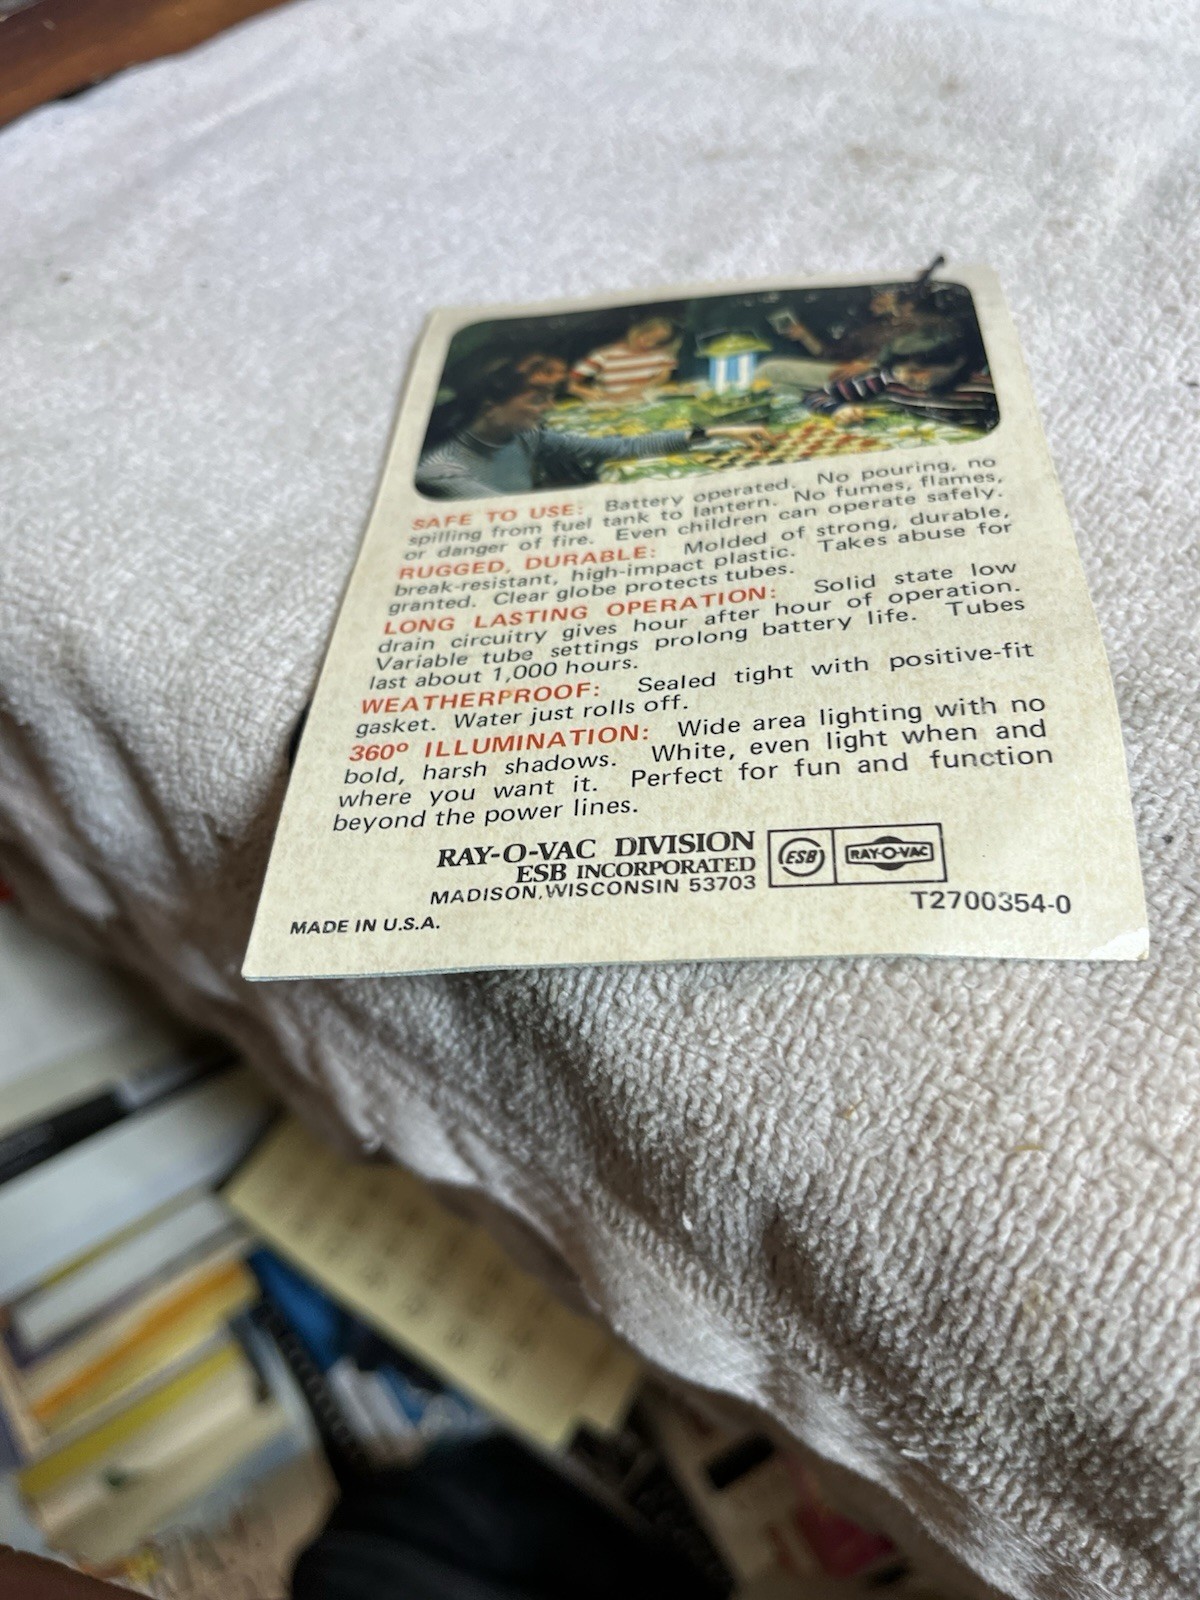 SAFE TO USE: Battery operated. No pouring, no
spilling from fuel tank to lantern. No fumes, flames,
or danger of fire. Even children can operate safely.
RUGGED, DURABLE: Molded of strong, durable,
break-resistant, high-impact plastic. Takes abuse for
granted. Clear globe protects tubes.
LONG LASTING OPERATION: Solid state low
drain circuitry gives hour after hour of operation.
Variable tube settings prolong battery life. Tubes
last about 1,000 hours.
WEATHERPROOF: Sealed tight with positive-fit
gasket. Water just rolls off.
360º ILLUMINATION: Wide area lighting with no
bold, harsh shadows. White, even light when and
where you want it. Perfect for fun and function
beyond the power lines.
RAY-O-VAC DIVISION
ESB INCORPORATED
MADISON, WISCONSIN 53703
ESB RAY-O-VAC
T2700354-0
MADE IN U.S.A.